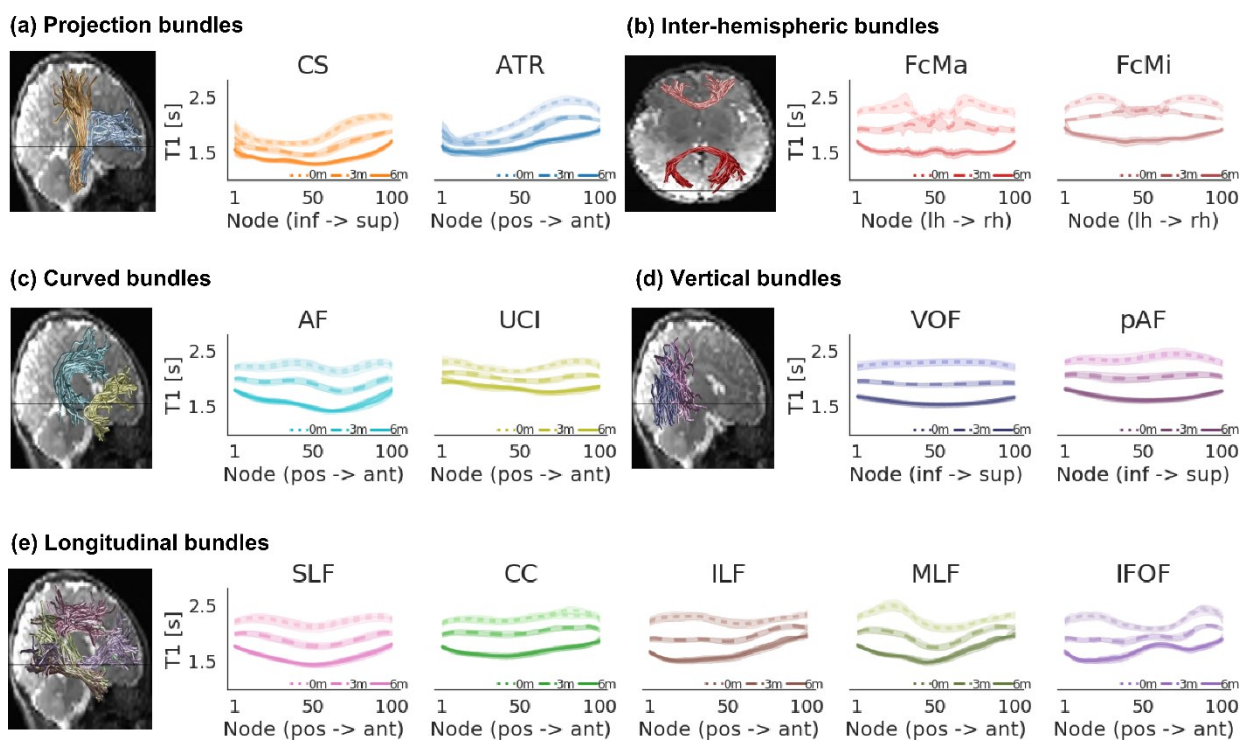 (a) Projection bundles
(b) Inter-hemispheric bundles
CS
ATR
FcMa
FcMi
T1 [s]
2.5
1.5
0m 3m 6m
0m 3m 6m
1 50 100
1 50 100
Node (inf -> sup)
Node (pos -> ant)
T1 [s]
2.5
1.5
0m 3m 6m
0m 3m 6m
1 50 100
1 50 100
Node (lh -> rh)
Node (lh -> rh)
(c) Curved bundles
(d) Vertical bundles
AF
UCI
VOF
pAF
T1 [s]
2.5
1.5
0m 3m 6m
0m 3m 6m
1 50 100
1 50 100
Node (pos -> ant)
Node (pos -> ant)
T1 [s]
2.5
1.5
0m 3m 6m
0m 3m 6m
1 50 100
1 50 100
Node (inf -> sup)
Node (inf -> sup)
(e) Longitudinal bundles
SLF
CC
ILF
MLF
IFOF
T1 [s]
2.5
1.5
0m 3m 6m
0m 3m 6m
0m 3m 6m
0m 3m 6m
0m 3m 6m
1 50 100
1 50 100
1 50 100
1 50 100
1 50 100
Node (pos -> ant)
Node (pos -> ant)
Node (pos -> ant)
Node (pos -> ant)
Node (pos -> ant)